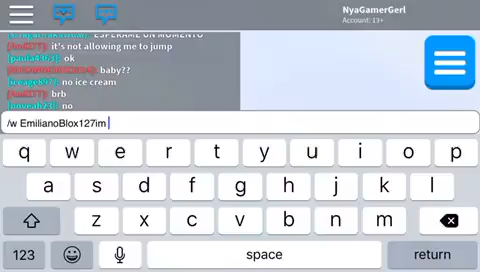 NyaGamerGerl
Account: 13+
ESPERAME UN MOMENTO
it's not allowing me to jump
[paula4363]: ok
baby??
no ice cream
brb
no
/w EmilianoBlox127im
q w e r t y u i o p
a s d f g h j k l
z x c v b n m
123 space return